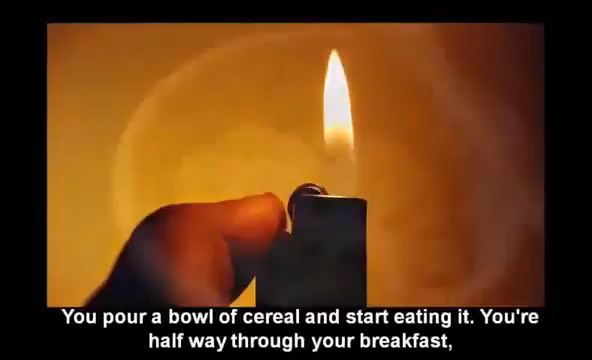 You pour a bowl of cereal and start eating it. You're
half way through your breakfast,